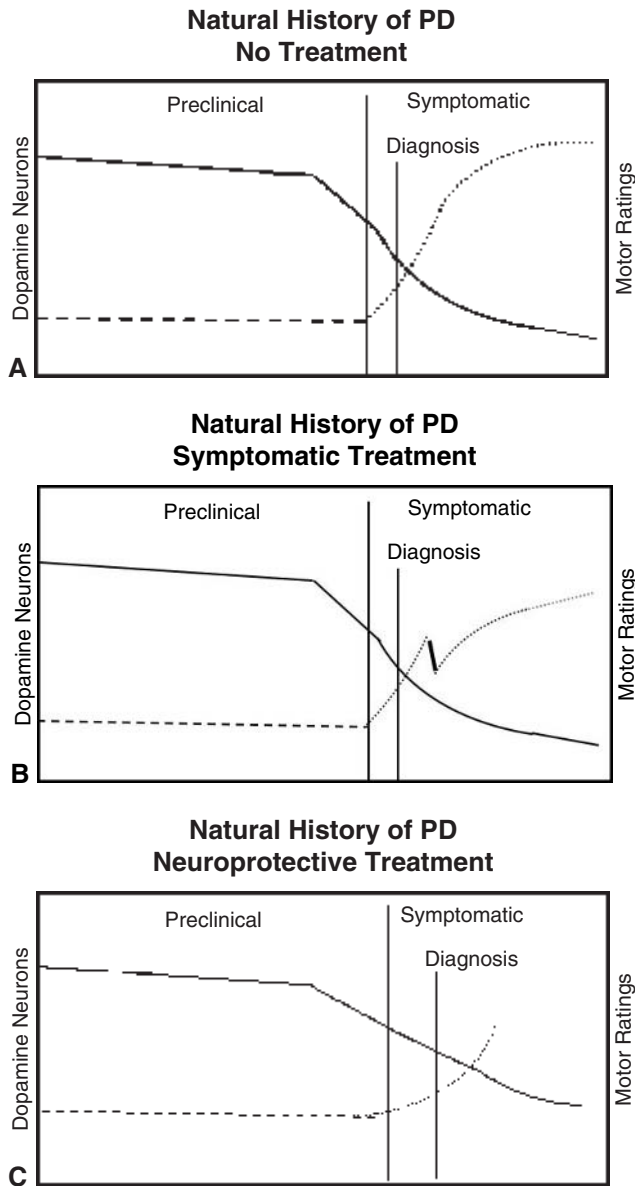 Natural History of PD
No Treatment
Preclinical
Symptomatic
Diagnosis
Dopamine Neurons
Motor Ratings
A
Natural History of PD
Symptomatic Treatment
Preclinical
Symptomatic
Diagnosis
Dopamine Neurons
Motor Ratings
B
Natural History of PD
Neuroprotective Treatment
Preclinical
Symptomatic
Diagnosis
Dopamine Neurons
Motor Ratings
C